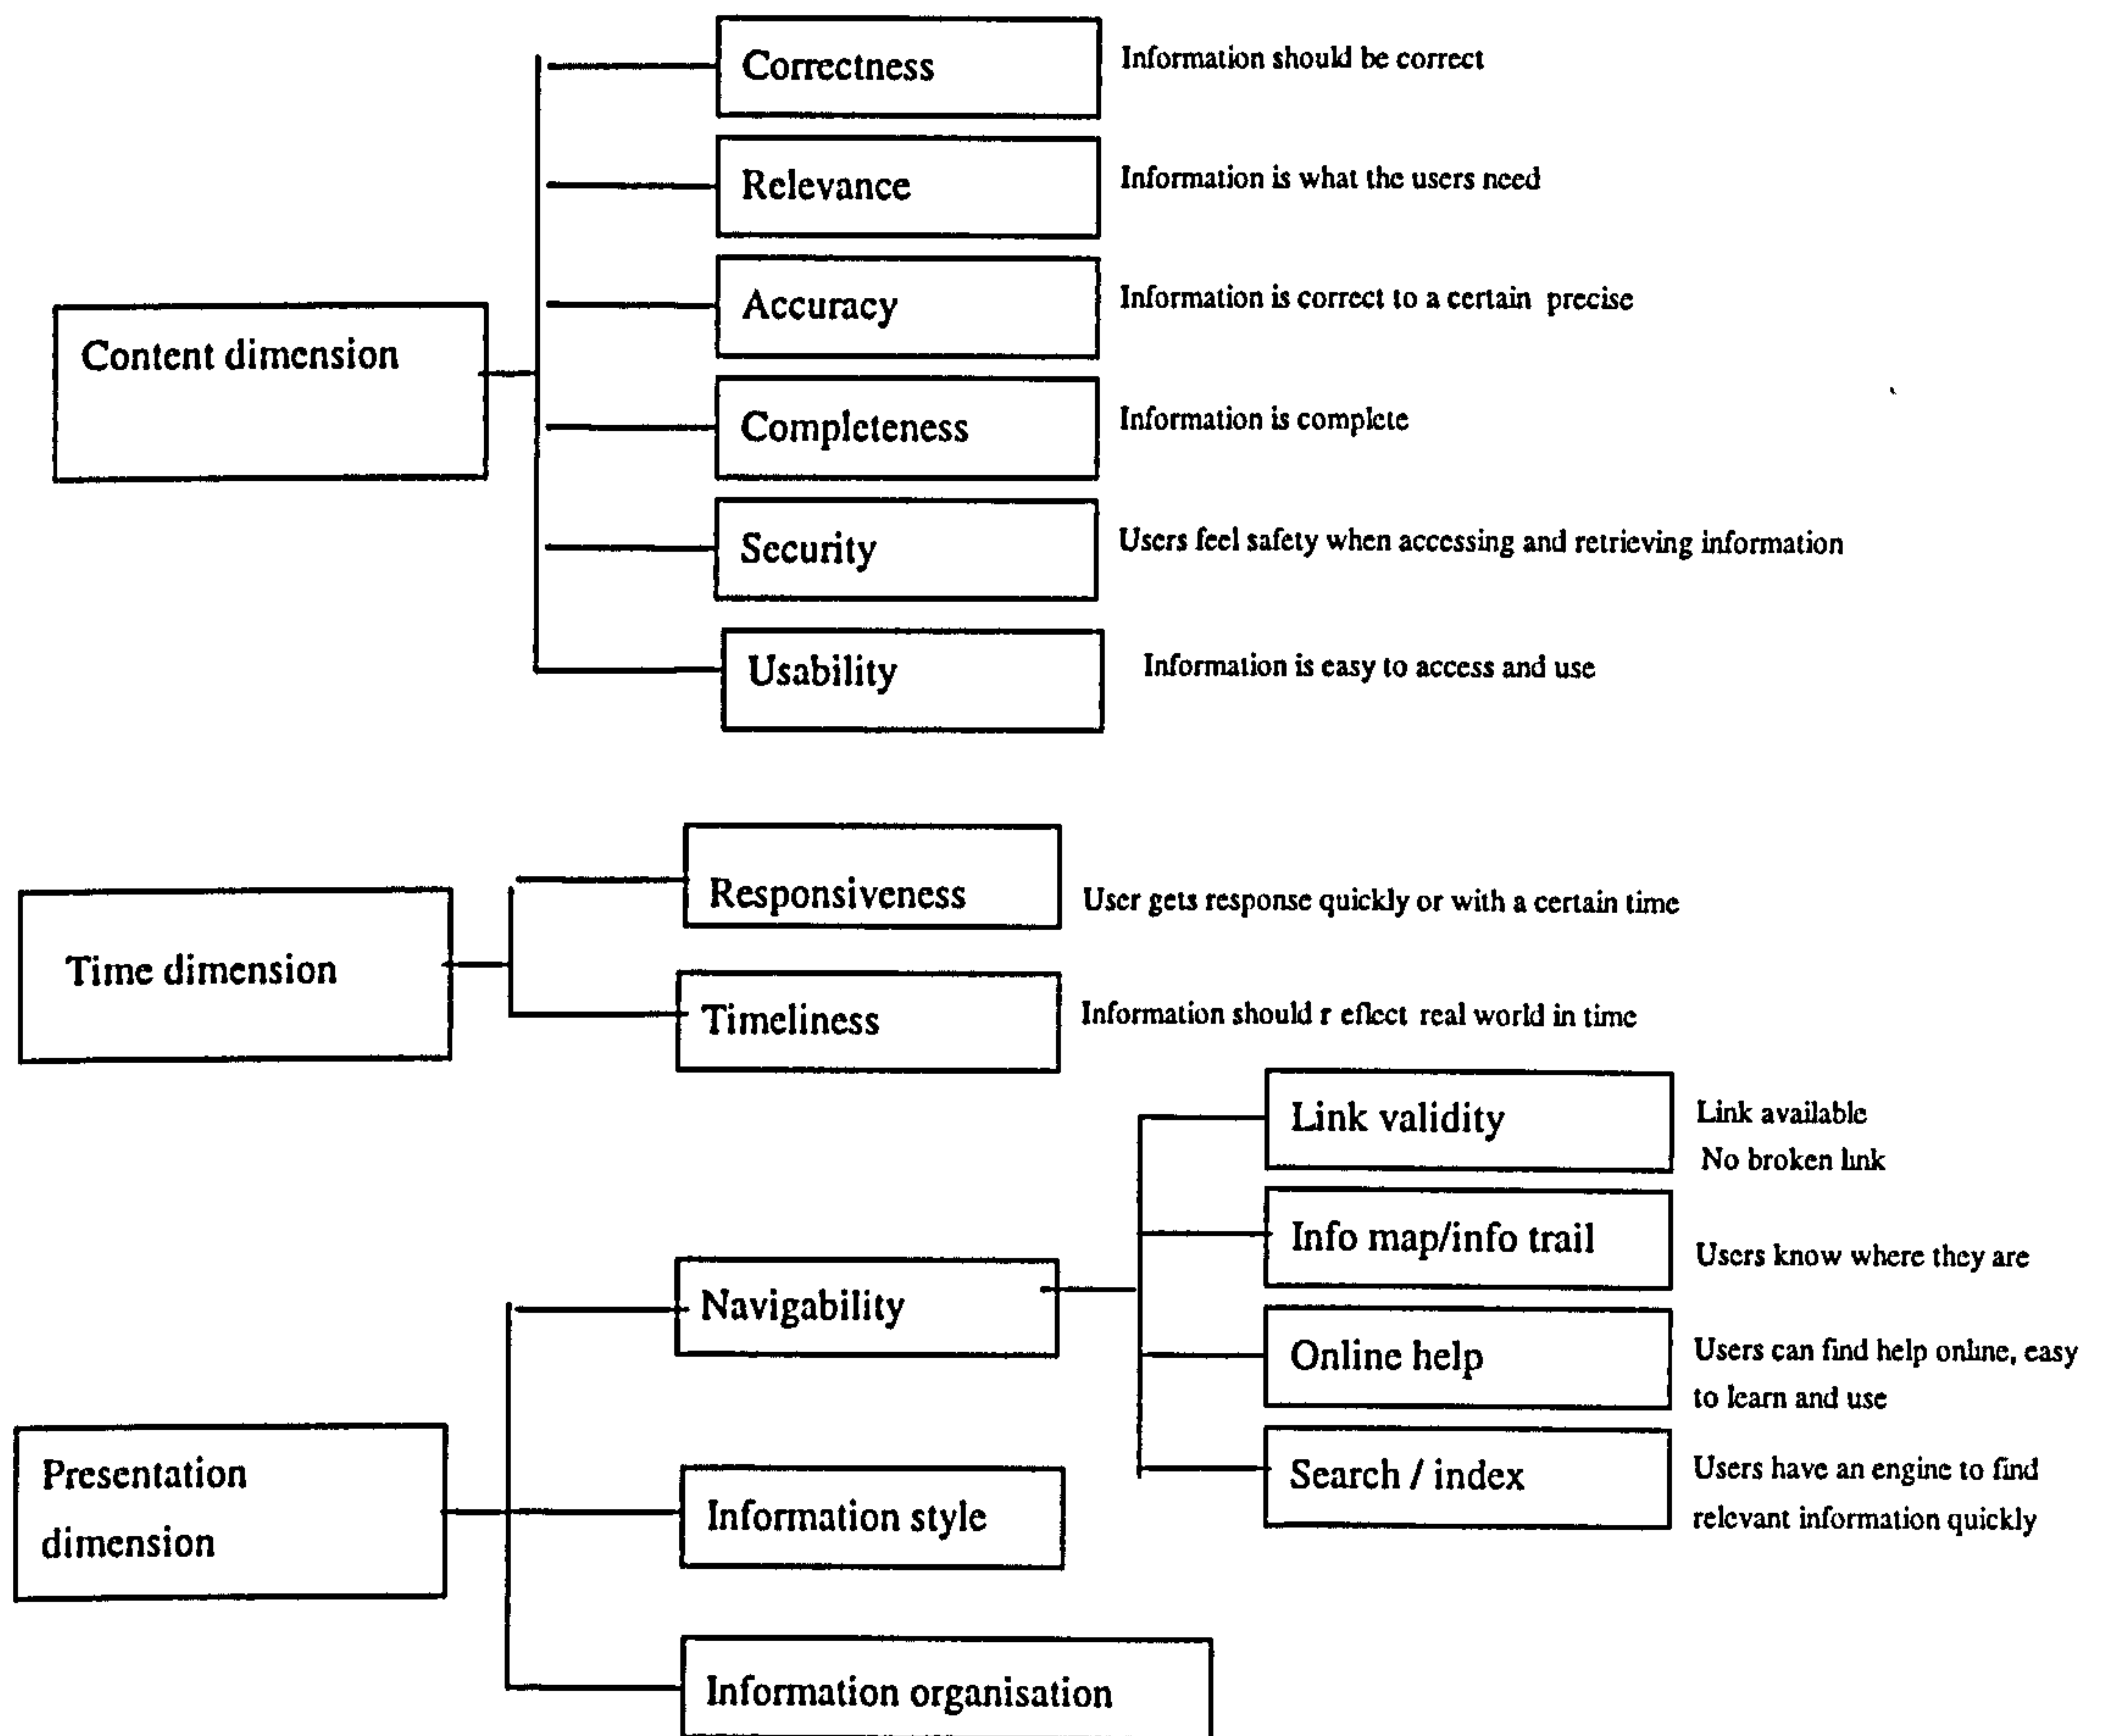 Correctness
Information should be correct
Relevance
Information is what the users need
Accuracy
Information is correct to a certain precise
Content dimension
Completeness
Information is complete
Security
Users feel safety when accessing and retrieving information
Usability
Information is easy to access and use
Responsiveness
User gets response quickly or with a certain time
Time dimension
Timeliness
Information should r eflect real world in time
Link validity
Link available
No broken link
Info map/info trail
Users know where they are
Navigability
Online help
Users can find help online, easy
to learn and use
Search / index
Users have an engine to find
relevant information quickly
Presentation
dimension
Information style
Information organisation